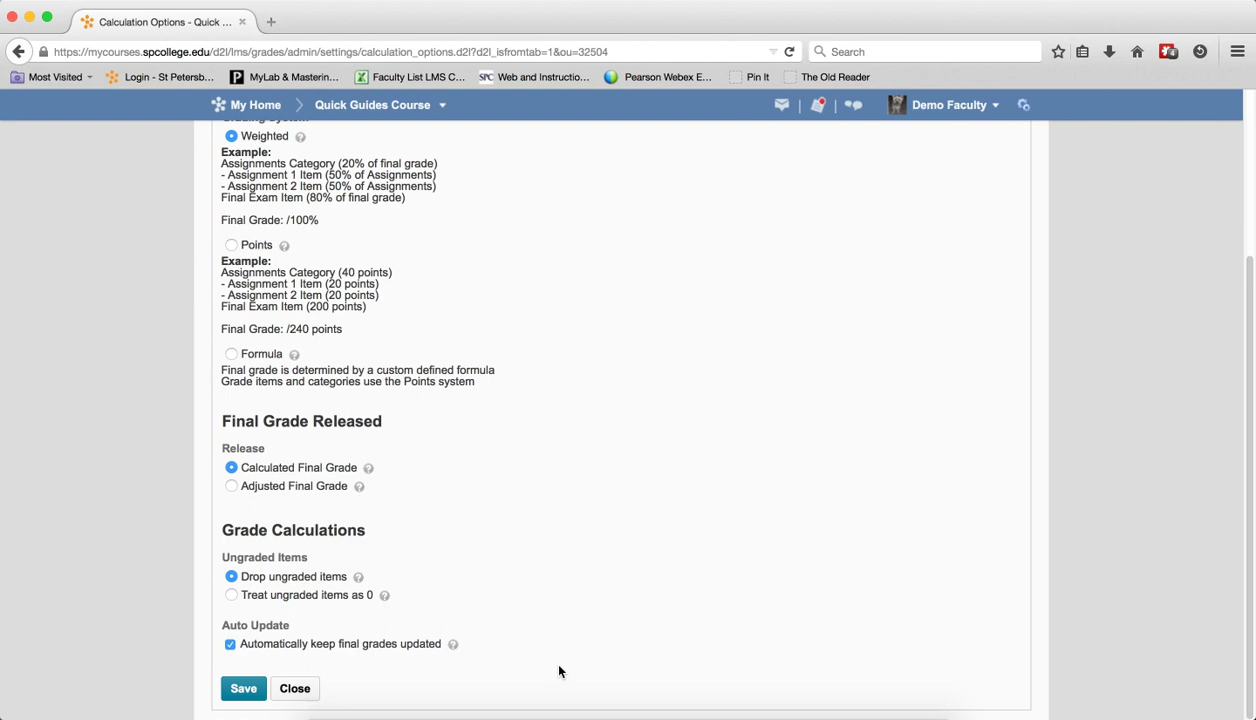 Calculation Options - Quick ...
https://mycourses.spcollege.edu/d2l/lms/grades/admin/settings/calculation_options.d2l?d2l_isfromtab=1&ou=32504
Search
Most Visited
Login - St Petersb...
MyLab & Masterin...
Faculty List LMS C...
SPC
Web and Instructio...
Pearson Webex E...
Pin It
The Old Reader
My Home
Quick Guides Course
Demo Faculty
Grading System
Weighted
Example:
Assignments Category (20% of final grade)
- Assignment 1 Item (50% of Assignments)
- Assignment 2 Item (50% of Assignments)
Final Exam Item (80% of final grade)
Final Grade: /100%
Points
Example:
Assignments Category (40 points)
- Assignment 1 Item (20 points)
- Assignment 2 Item (20 points)
Final Exam Item (200 points)
Final Grade: /240 points
Formula
Final grade is determined by a custom defined formula
Grade items and categories use the Points system
Final Grade Released
Release
Calculated Final Grade
Adjusted Final Grade
Grade Calculations
Ungraded Items
Drop ungraded items
Treat ungraded items as 0
Auto Update
Automatically keep final grades updated
Save
Close